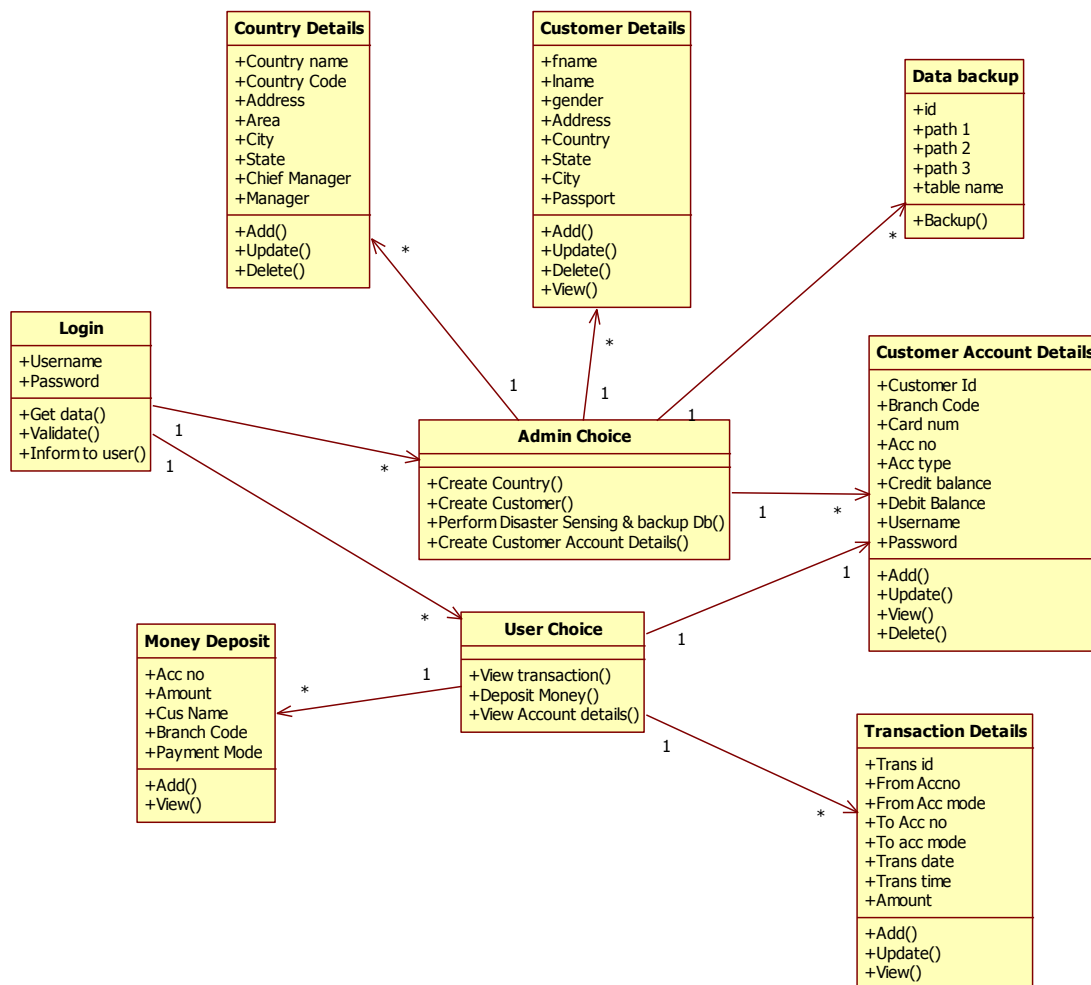 Country Details
+Country name
+Country Code
+Address
+Area
+City
+State
+Chief Manager
+Manager
+Add()
+Update()
+Delete()
Customer Details
+fname
+lname
+gender
+Address
+Country
+State
+City
+Passport
+Add()
+Update()
+Delete()
+View()
Data backup
+id
+path 1
+path 2
+path 3
+table name
+Backup()
*
*
*
Login
+Username
+Password
+Get data()
+Validate()
+Inform to user()
1
1
1
1
1
*
Admin Choice
+Create Country()
+Create Customer()
+Perform Disaster Sensing & backup Db()
+Create Customer Account Details()
1
*
Customer Account Details
+Customer Id
+Branch Code
+Card num
+Acc no
+Acc type
+Credit balance
+Debit Balance
+Username
+Password
+Add()
+Update()
+View()
+Delete()
1
1
*
User Choice
+View transaction()
+Deposit Money()
+View Account details()
1
*
Money Deposit
+Acc no
+Amount
+Cus Name
+Branch Code
+Payment Mode
+Add()
+View()
1
*
Transaction Details
+Trans id
+From Accno
+From Acc mode
+To Acc no
+To acc mode
+Trans date
+Trans time
+Amount
+Add()
+Update()
+View()